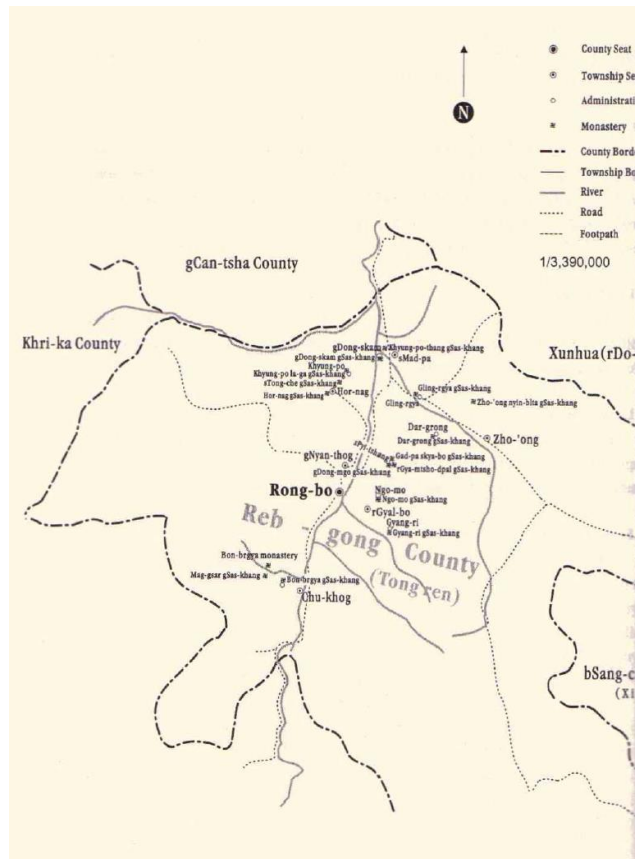 County Seat
Township Se
Administrati
N
Monastery
County Bord
Township Bo
River
Road
Footpath
1/3,390,000
gCan-tsha County
Khri-ka County
Xunhua(rDo-
gDong-skam
Khyung-po-thang gSas-khang
gDong-skam gSas-khang
sMad-pa
Khyung-po
Khyung-po la-ga gSas-khang
sTong-che gSas-khang
Hor-nag gSas-khang
Hor-nag
Gling-rgya gSas-khang
Gling-rgya
Zho-'ong nyin-blta gSas-khang
Dar-grong
Dar-grong gSas-khang
Zho-'ong
sPyi-tshang
Gad-pa skya-bo gSas-khang
gNyan-thog
gDong-mgo gSas-khang
rGya-mtsho-dpal gSas-khang
Rong-bo
Ngo-mo
Ngo-mo gSas-khang
rGyal-bo
Reb - gong County
Gyang-ri
Gyang-ri gSas-khang
(Tong ren)
Bon-brgya monastery
Mag-gsar gSas-khang
Bon-brgya gSas-khang
Chu-khog
bSang-c
(Xi